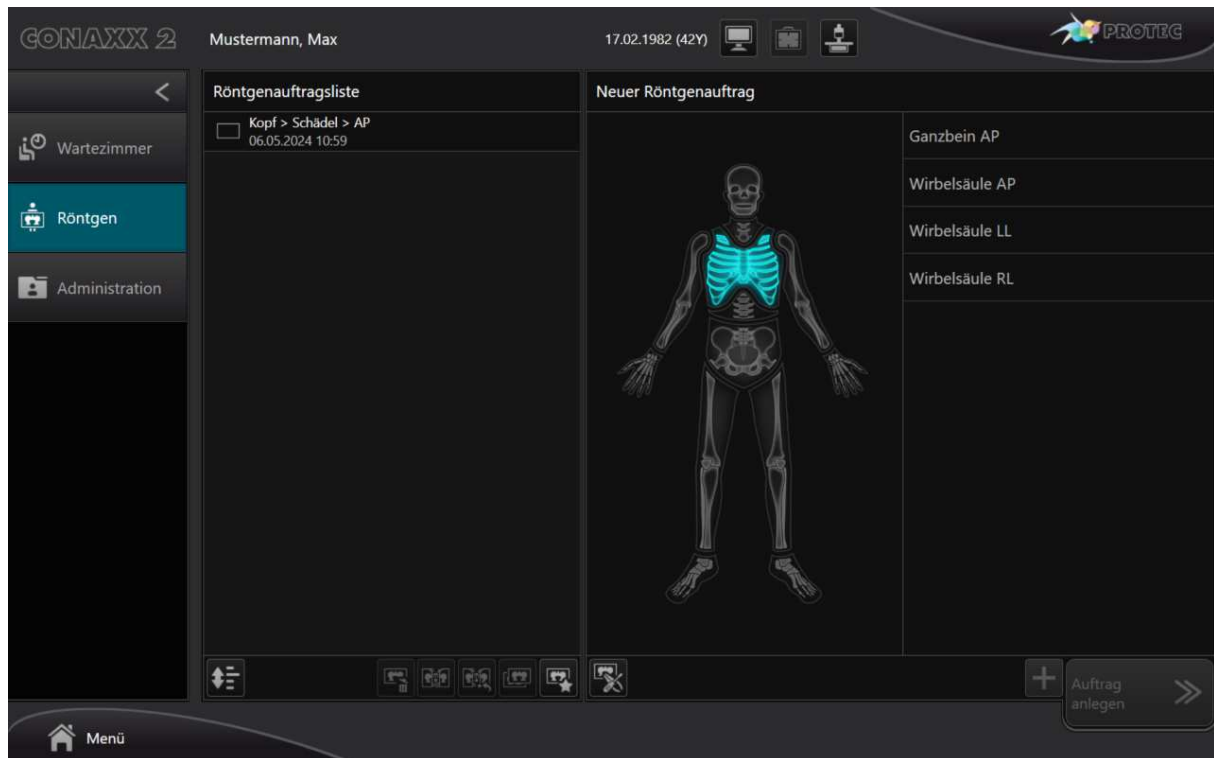 CONAXX 2
Mustermann, Max
17.02.1982 (42Y)
PROTEC
Röntgenauftragsliste
Neuer Röntgenauftrag
Wartezimmer
Röntgen
Administration
Kopf > Schädel > AP
06.05.2024 10:59
Ganzbein AP
Wirbelsäule AP
Wirbelsäule LL
Wirbelsäule RL
Auftrag
anlegen
Menü